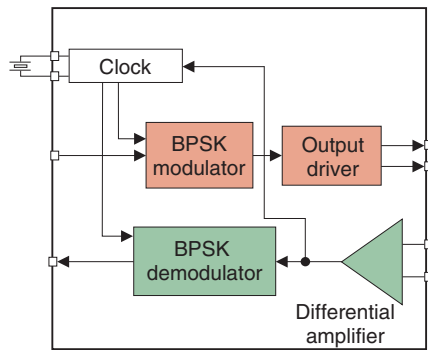 Clock
BPSK
modulator
Output
driver
BPSK
demodulator
Differential
amplifier